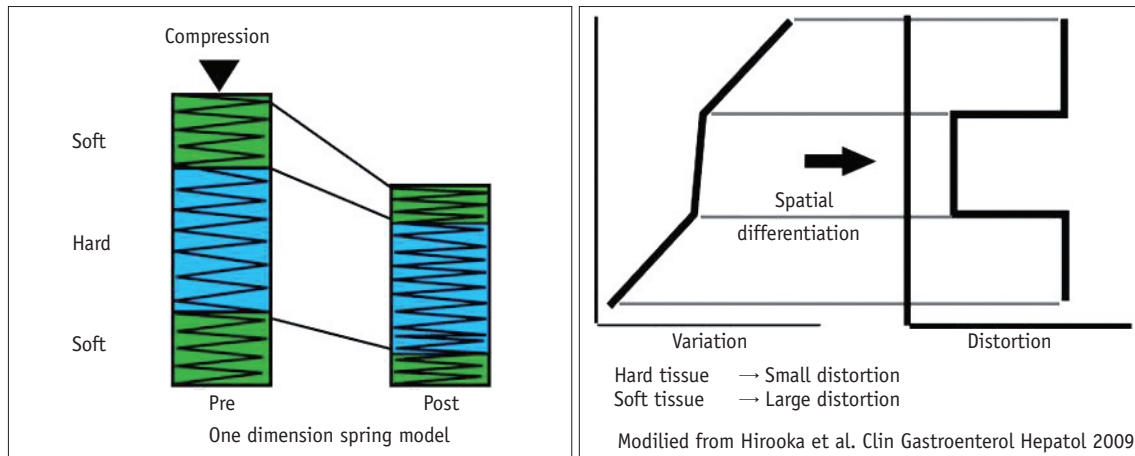 Compression
Soft
Hard
Soft
Pre
Post
One dimension spring model
Spatial
differentiation
Variation
Distortion
Hard tissue → Small distortion
Soft tissue → Large distortion
Modilied from Hirooka et al. Clin Gastroenterol Hepatol 2009